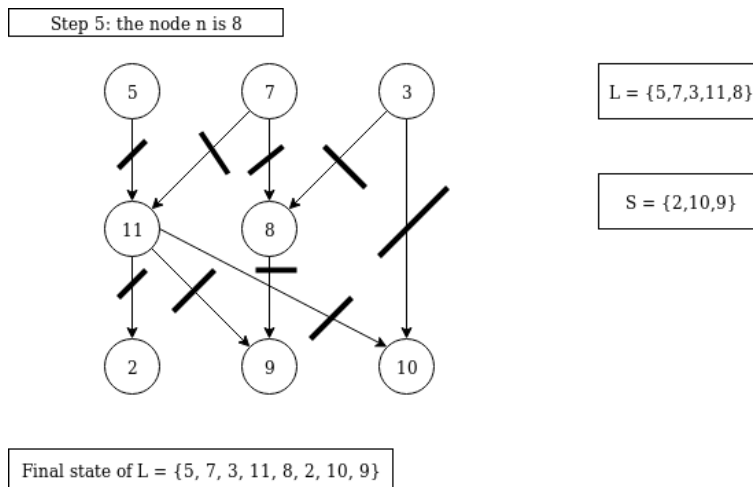 Step 5: the node n is 8
5 7 3
L = {5,7,3,11,8}
S = {2,10,9}
11 8
2 9 10
Final state of L = {5, 7, 3, 11, 8, 2, 10, 9}